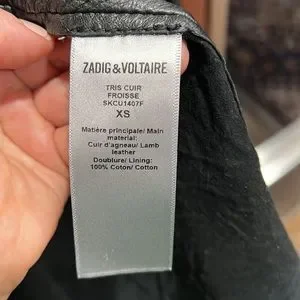 ZADIG & VOLTAIRE
TRIS CUIR
FROISSE
SKCU1407F
XS
Matière principale/ Main
material:
Cuir d'agneau/ Lamb
leather
Doublure/ Lining:
100% Coton/ Cotton